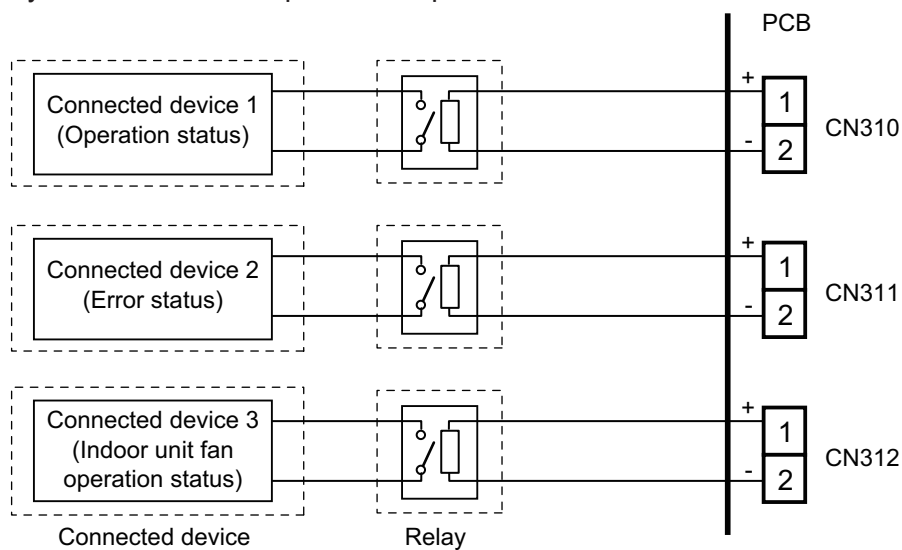 PCB
Connected device 1
(Operation status)
+
1
-
2
CN310
Connected device 2
(Error status)
+
1
-
2
CN311
Connected device 3
(Indoor unit fan
operation status)
+
1
-
2
CN312
Connected device
Relay